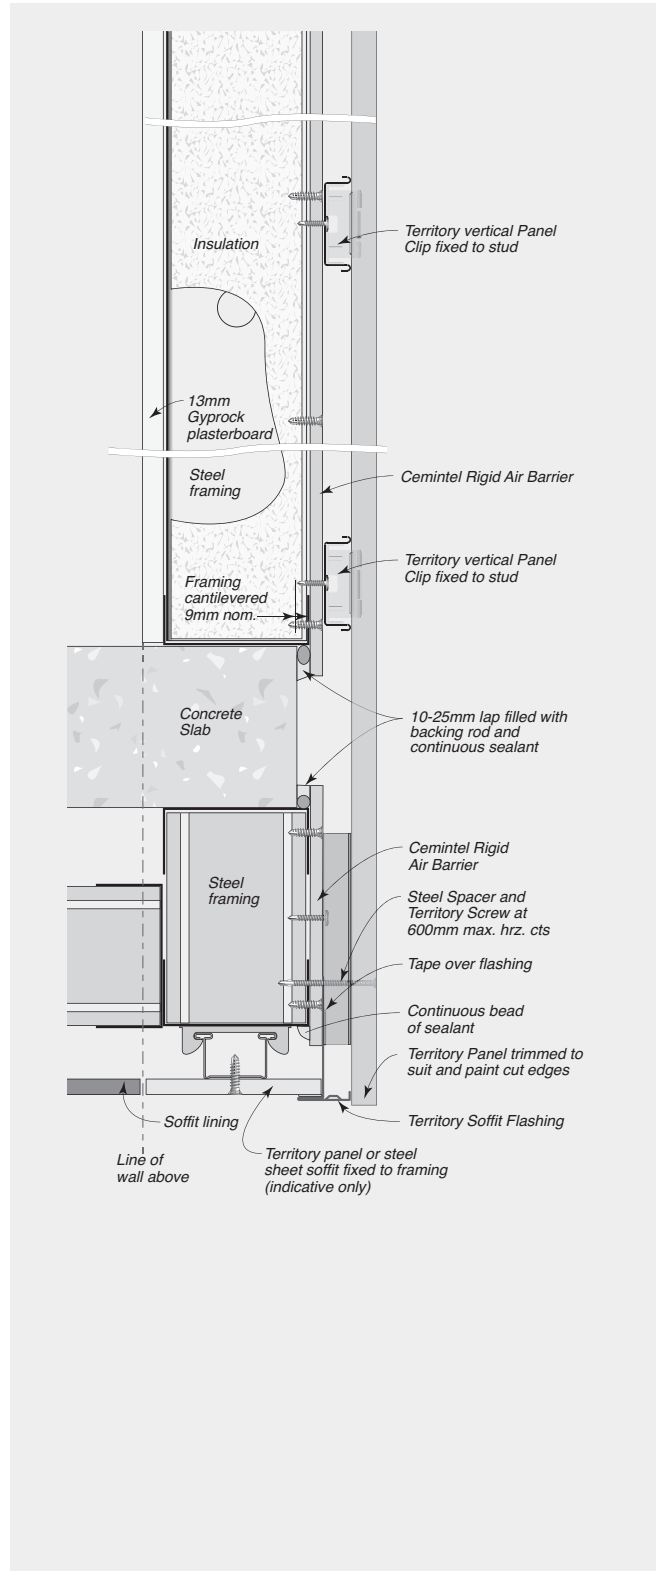 Territory vertical Panel
Clip fixed to stud
Insulation
13mm
Gyprock
plasterboard
Steel
framing
Cemintel Rigid Air Barrier
Territory vertical Panel
Clip fixed to stud
Framing
cantilevered
9mm nom.
Concrete
Slab
10-25mm lap filled with
backing rod and
continuous sealant
Cemintel Rigid
Air Barrier
Steel
framing
Steel Spacer and
Territory Screw at
600mm max. hrz. cts
Tape over flashing
Continuous bead
of sealant
Territory Panel trimmed to
suit and paint cut edges
Soffit lining
Territory Soffit Flashing
Line of
wall above
Territory panel or steel
sheet soffit fixed to framing
(indicative only)